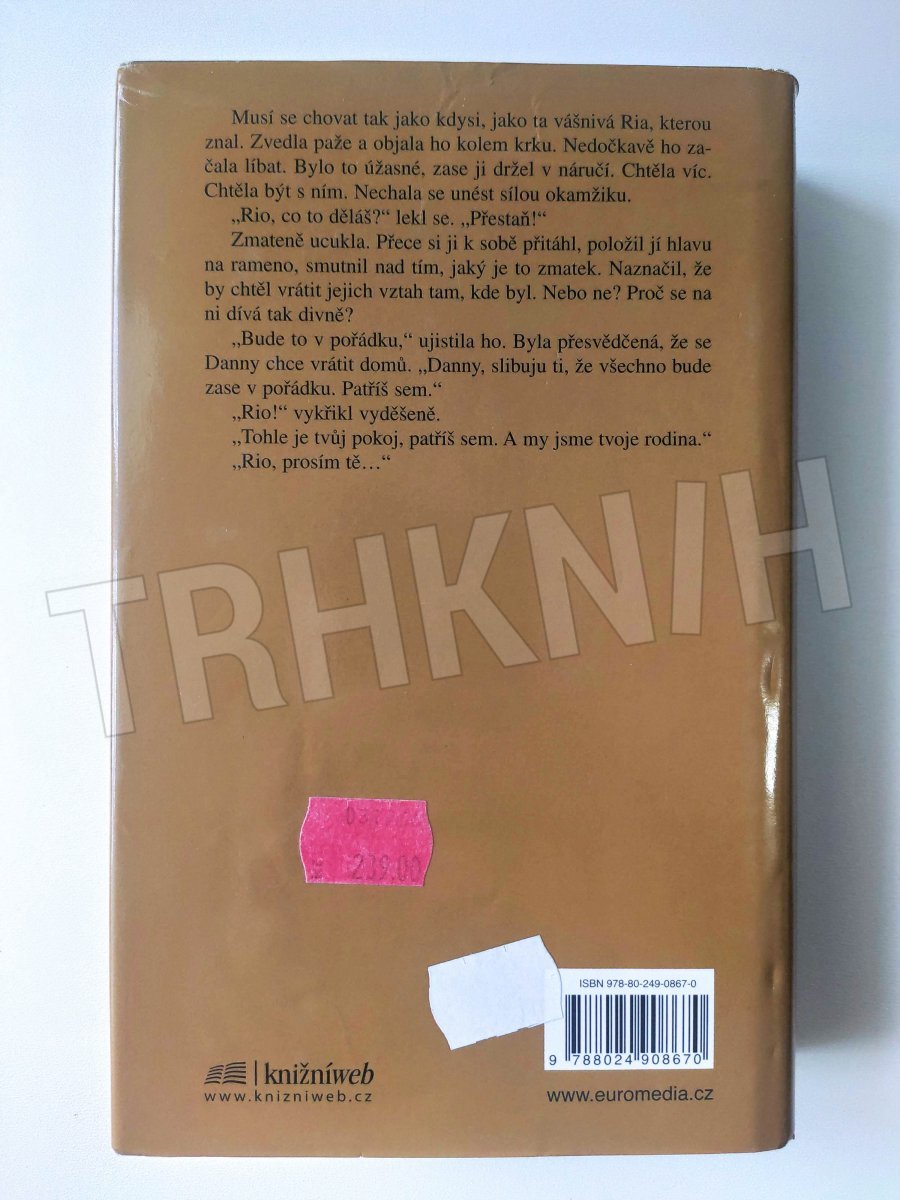 Musí se chovat tak jako kdysi, jako ta vášnivá Ria, kterou
znal. Zvedla paže a objala ho kolem krku. Nedočkavě ho za-
čala líbat. Bylo to úžasné, zase ji držel v náručí. Chtěla víc.
Chtěla být s ním. Nechala se unést sílou okamžiku.
„Rio, co to děláš?“ lekl se. „Přestaň!“
Zmateně ucukla. Přece si ji k sobě přitáhl, položil jí hlavu
na rameno, smutnil nad tím, jaký je to zmatek. Naznačil, že
by chtěl vrátit jejich vztah tam, kde byl. Nebo ne? Proč se na
ni dívá tak divně?
„Bude to v pořádku,“ ujistila ho. Byla přesvědčená, že se
Danny chce vrátit domů. „Danny, slibuju ti, že všechno bude
zase v pořádku. Patříš sem.“
„Rio!“ vykřikl vyděšeně.
„Tohle je tvůj pokoj, patříš sem. A my jsme tvoje rodina.“
„Rio, prosím tě…“
TRHKNIH
239.00
ISBN 978-80-249-0867-0
9 788024 908670
knižníweb
www.knizniweb.cz
www.euromedia.cz